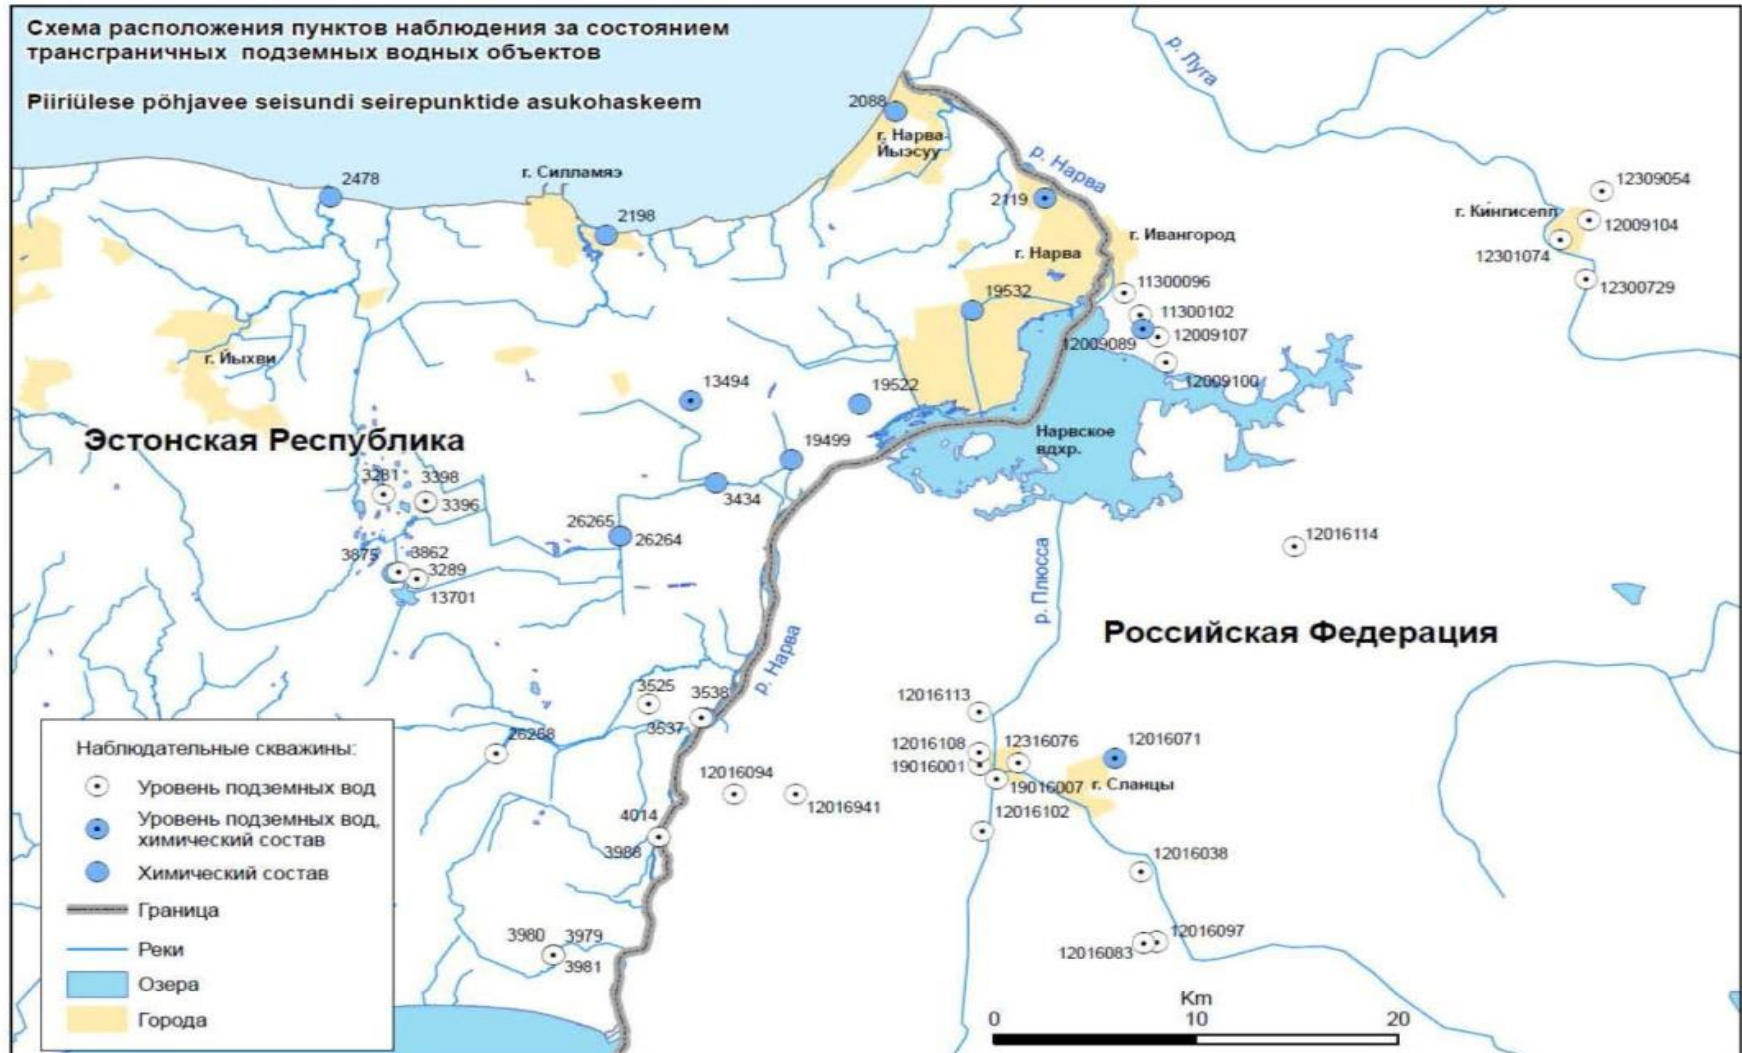 Схема расположения пунктов наблюдения за состоянием
трансграничных подземных водных объектов
Piiriülese põhjavee seisundi seirepunktide asukohaskeem
р. Луга
2088
г. Нарва-
Йыэсуу
р. Нарва
2478
г. Силламяэ
2198
2119
г. Нарва
г. Ивангород
12309054
г. Кингисепп
12009104
12301074
12300729
11300096
11300102
12009107
12009089
12009100
19532
г. Йыхви
13494
19522
Эстонская Республика
19499
Нарвское
вдхр.
3281
3398
3396
3434
26265
26264
3875
3862
3289
13701
12016114
р. Плюсса
Российская Федерация
р. Нарва
3525
3538
3537
26268
12016113
12016108
12316076
12016071
19016001
19016007
г. Сланцы
12016094
12016941
12016102
4014
3988
12016038
3980
3979
3981
12016097
12016083
Наблюдательные скважины:
Уровень подземных вод
Уровень подземных вод,
химический состав
Химический состав
Граница
Реки
Озера
Города
Km
0
10
20